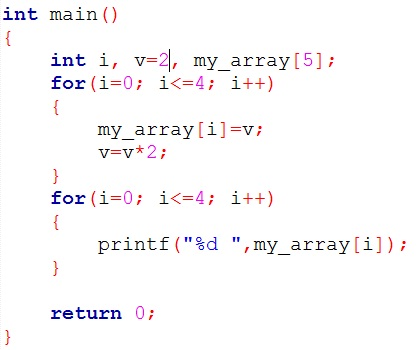 int main()
{
    int i, v=2, my_array[5];
    for(i=0; i<=4; i++)
    {
        my_array[i]=v;
        v=v*2;
    }
    for(i=0; i<=4; i++)
    {
        printf("%d ",my_array[i]);
    }

    return 0;
}